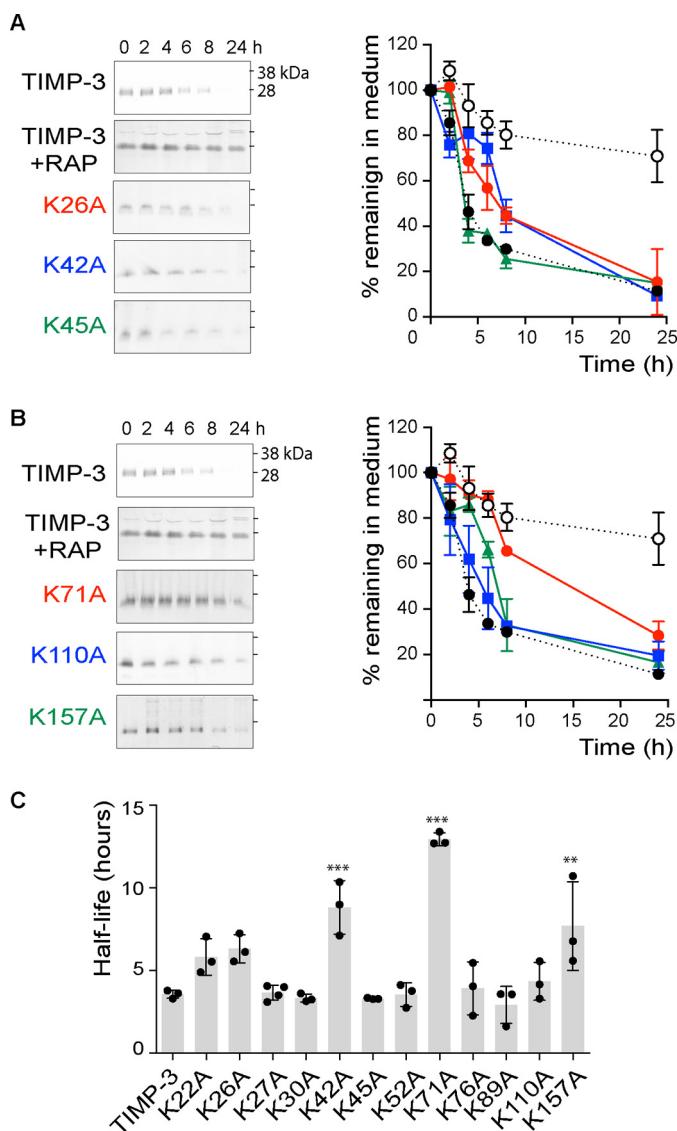 A
0 2 4 6 8 24 h
TIMP-3
38 kDa
28
TIMP-3
+RAP
K26A
K42A
K45A
% remainign in medum
120
100
80
60
40
20
0
0 5 10 15 20 25
Time (h)
B
0 2 4 6 8 24 h
TIMP-3
38 kDa
28
TIMP-3
+RAP
K71A
K110A
K157A
% remaining in medium
120
100
80
60
40
20
0 5 10 15 20 25
Time (h)
C
Half-life (hours)
15
10
5
0
***
***
**
TIMP-3
K22A
K26A
K27A
K30A
K42A
K45A
K52A
K71A
K76A
K89A
K110A
K157A